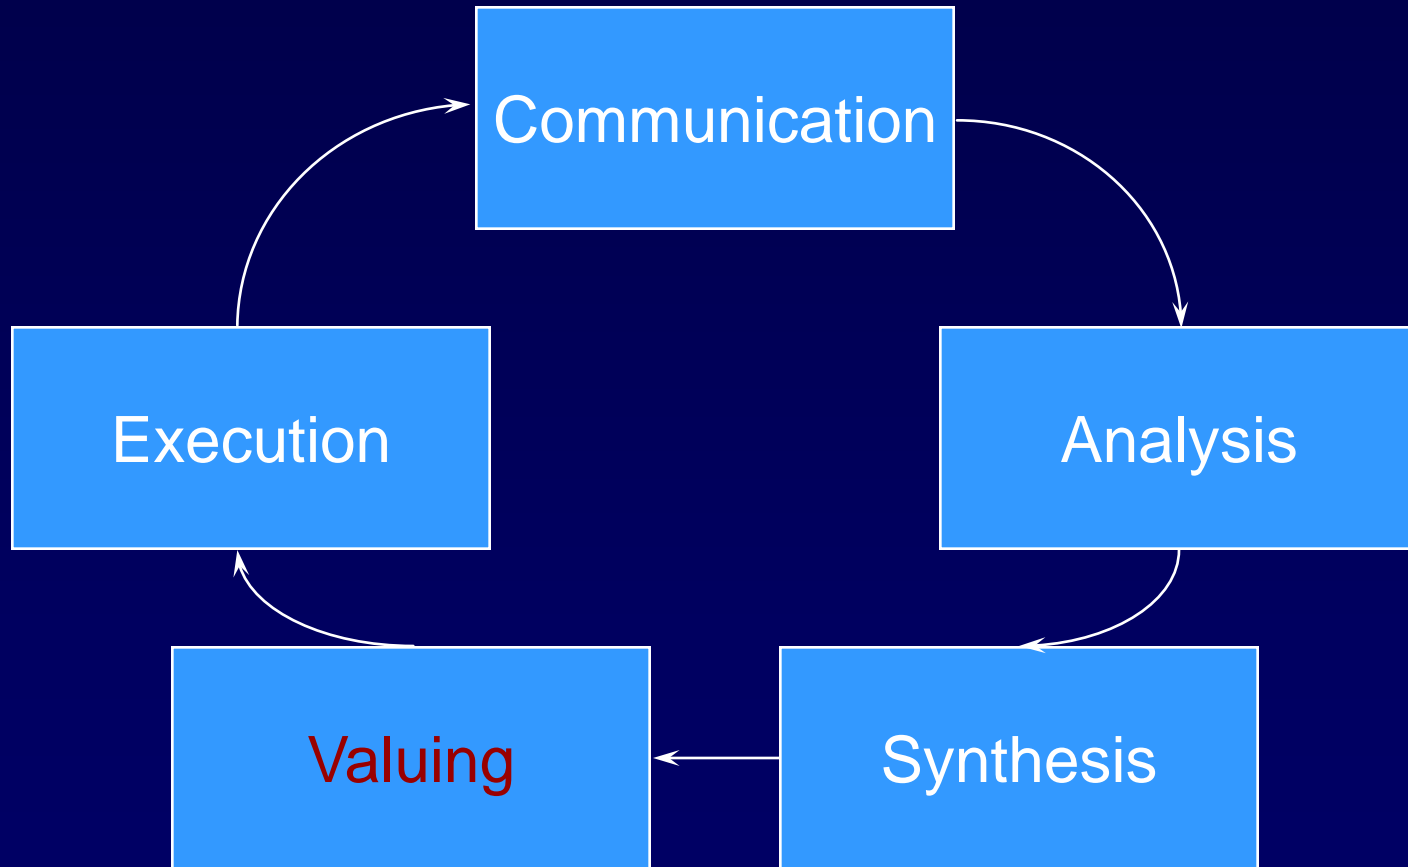 Communication
Execution
Analysis
Valuing
Synthesis